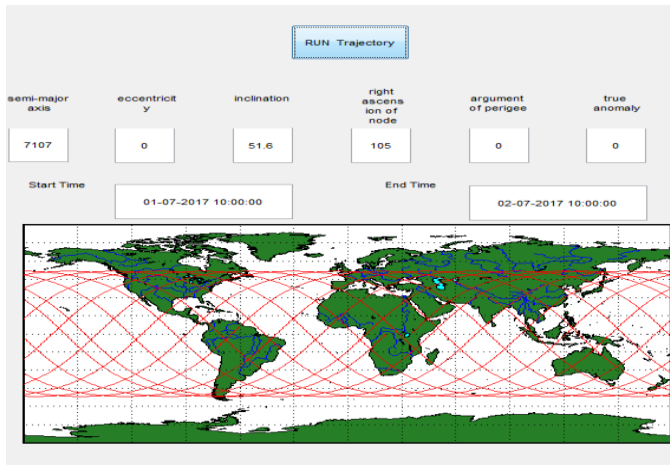 RUN Trajectory
semi-major
axis
eccentricit
y
inclination
right
ascens
ion of
node
argument
of perigee
true
anomaly
7107
0
51.6
105
0
0
Start Time
01-07-2017 10:00:00
End Time
02-07-2017 10:00:00